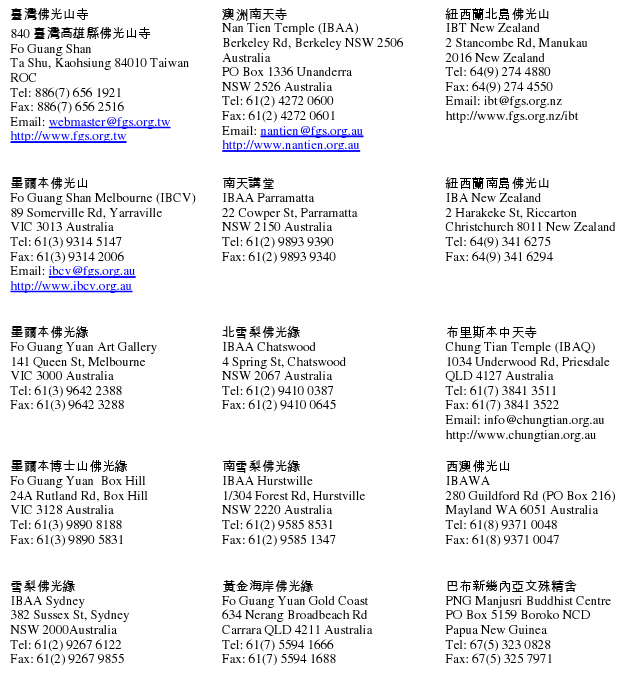 臺灣佛光山寺
840 臺灣高雄縣佛光山寺
Fo Guang Shan
Ta Shu, Kaohsiung 84010 Taiwan
ROC
Tel: 886(7) 656 1921
Fax: 886(7) 656 2516
Email: webmaster@fgs.org.tw
http://www.fgs.org.tw

澳洲南天寺
Nan Tien Temple (IBAA)
Berkeley Rd, Berkeley NSW 2506
Australia
PO Box 1336 Unanderra
NSW 2526 Australia
Tel: 61(2) 4272 0600
Fax: 61(2) 4272 0601
Email: nantien@fgs.org.au
http://www.nantien.org.au

紐西蘭北島佛光山
IBT New Zealand
2 Stancombe Rd, Manukau
2016 New Zealand
Tel: 64(9) 274 4880
Fax: 64(9) 274 4550
Email: ibt@fgs.org.nz
http://www.fgs.org.nz/ibt

墨爾本佛光山
Fo Guang Shan Melbourne (IBCV)
89 Somerville Rd, Yarraville
VIC 3013 Australia
Tel: 61(3) 9314 5147
Fax: 61(3) 9314 2006
Email: ibcv@fgs.org.au
http://www.ibcv.org.au

南天講堂
IBAA Parramatta
22 Cowper St, Parramatta
NSW 2150 Australia
Tel: 61(2) 9893 9390
Fax: 61(2) 9893 9340

紐西蘭南島佛光山
IBA New Zealand
2 Harakeke St, Riccarton
Christchurch 8011 New Zealand
Tel: 64(9) 341 6275
Fax: 64(9) 341 6294

墨爾本佛光緣
Fo Guang Yuan Art Gallery
141 Queen St, Melbourne
VIC 3000 Australia
Tel: 61(3) 9642 2388
Fax: 61(3) 9642 3288

北雪梨佛光緣
IBAA Chatswood
4 Spring St, Chatswood
NSW 2067 Australia
Tel: 61(2) 9410 0387
Fax: 61(2) 9410 0645

布里斯本中天寺
Chung Tian Temple (IBAQ)
1034 Underwood Rd, Priesdale
QLD 4127 Australia
Tel: 61(7) 3841 3511
Fax: 61(7) 3841 3522
Email: info@chungtian.org.au
http://www.chungtian.org.au

墨爾本博士山佛光緣
Fo Guang Yuan  Box Hill
24A Rutland Rd, Box Hill
VIC 3128 Australia
Tel: 61(3) 9890 8188
Fax: 61(3) 9890 5831

南雪梨佛光緣
IBAA Hurstwille
1/304 Forest Rd, Hurstville
NSW 2220 Australia
Tel: 61(2) 9585 8531
Fax: 61(2) 9585 1347

西澳佛光山
IBAWA
280 Guildford Rd (PO Box 216)
Mayland WA 6051 Australia
Tel: 61(8) 9371 0048
Fax: 61(8) 9371 0047

雪梨佛光緣
IBAA Sydney
382 Sussex St, Sydney
NSW 2000Australia
Tel: 61(2) 9267 6122
Fax: 61(2) 9267 9855

黃金海岸佛光緣
Fo Guang Yuan Gold Coast
634 Nerang Broadbeach Rd
Carrara QLD 4211 Australia
Tel: 61(7) 5594 1666
Fax: 61(7) 5594 1688

巴布新幾內亞文殊精舍
PNG Manjusri Buddhist Centre
PO Box 5159 Boroko NCD
Papua New Guinea
Tel: 67(5) 323 0828
Fax: 67(5) 325 7971